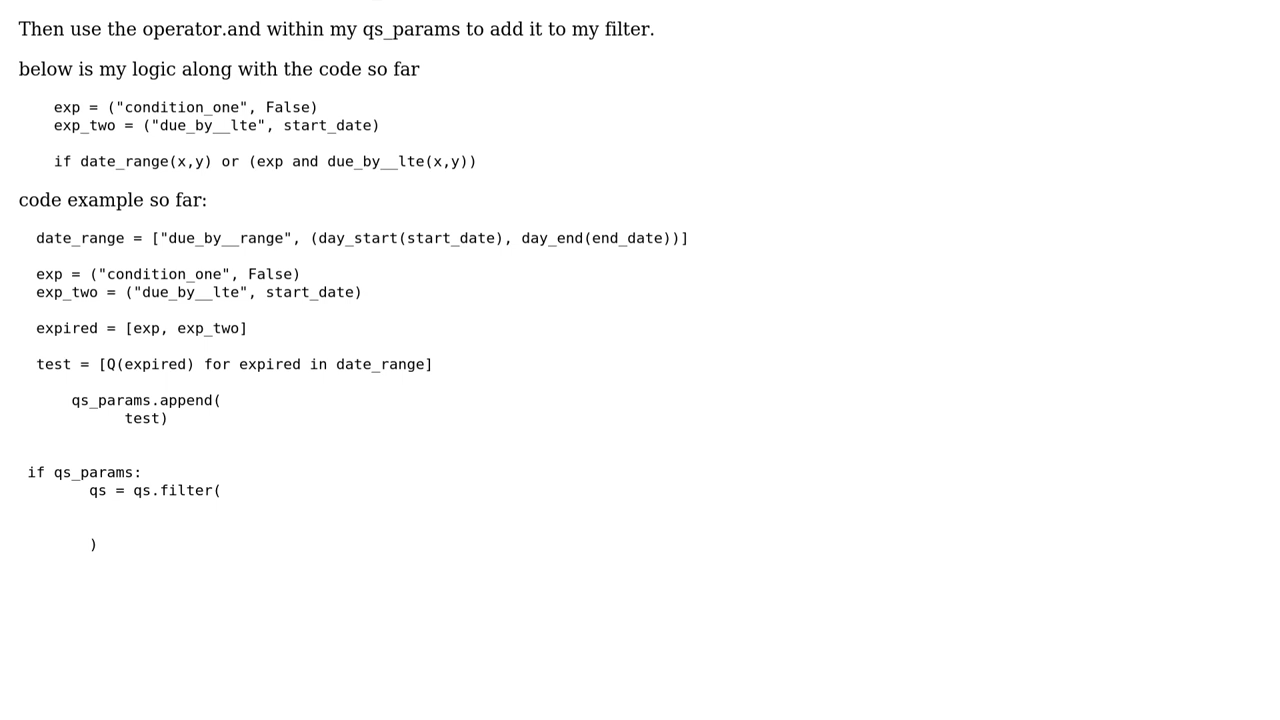 Then use the operator.and within my qs_params to add it to my filter.
below is my logic along with the code so far
exp = ("condition_one", False)
exp_two = ("due_by__lte", start_date)
if date_range(x,y) or (exp and due_by__lte(x,y))
code example so far:
date_range = ["due_by__range", (day_start(start_date), day_end(end_date))]
exp = ("condition_one", False)
exp_two = ("due_by__lte", start_date)
expired = [exp, exp_two]
test = [Q(expired) for expired in date_range]
qs_params.append(
test)
if qs_params:
qs = qs.filter(
)